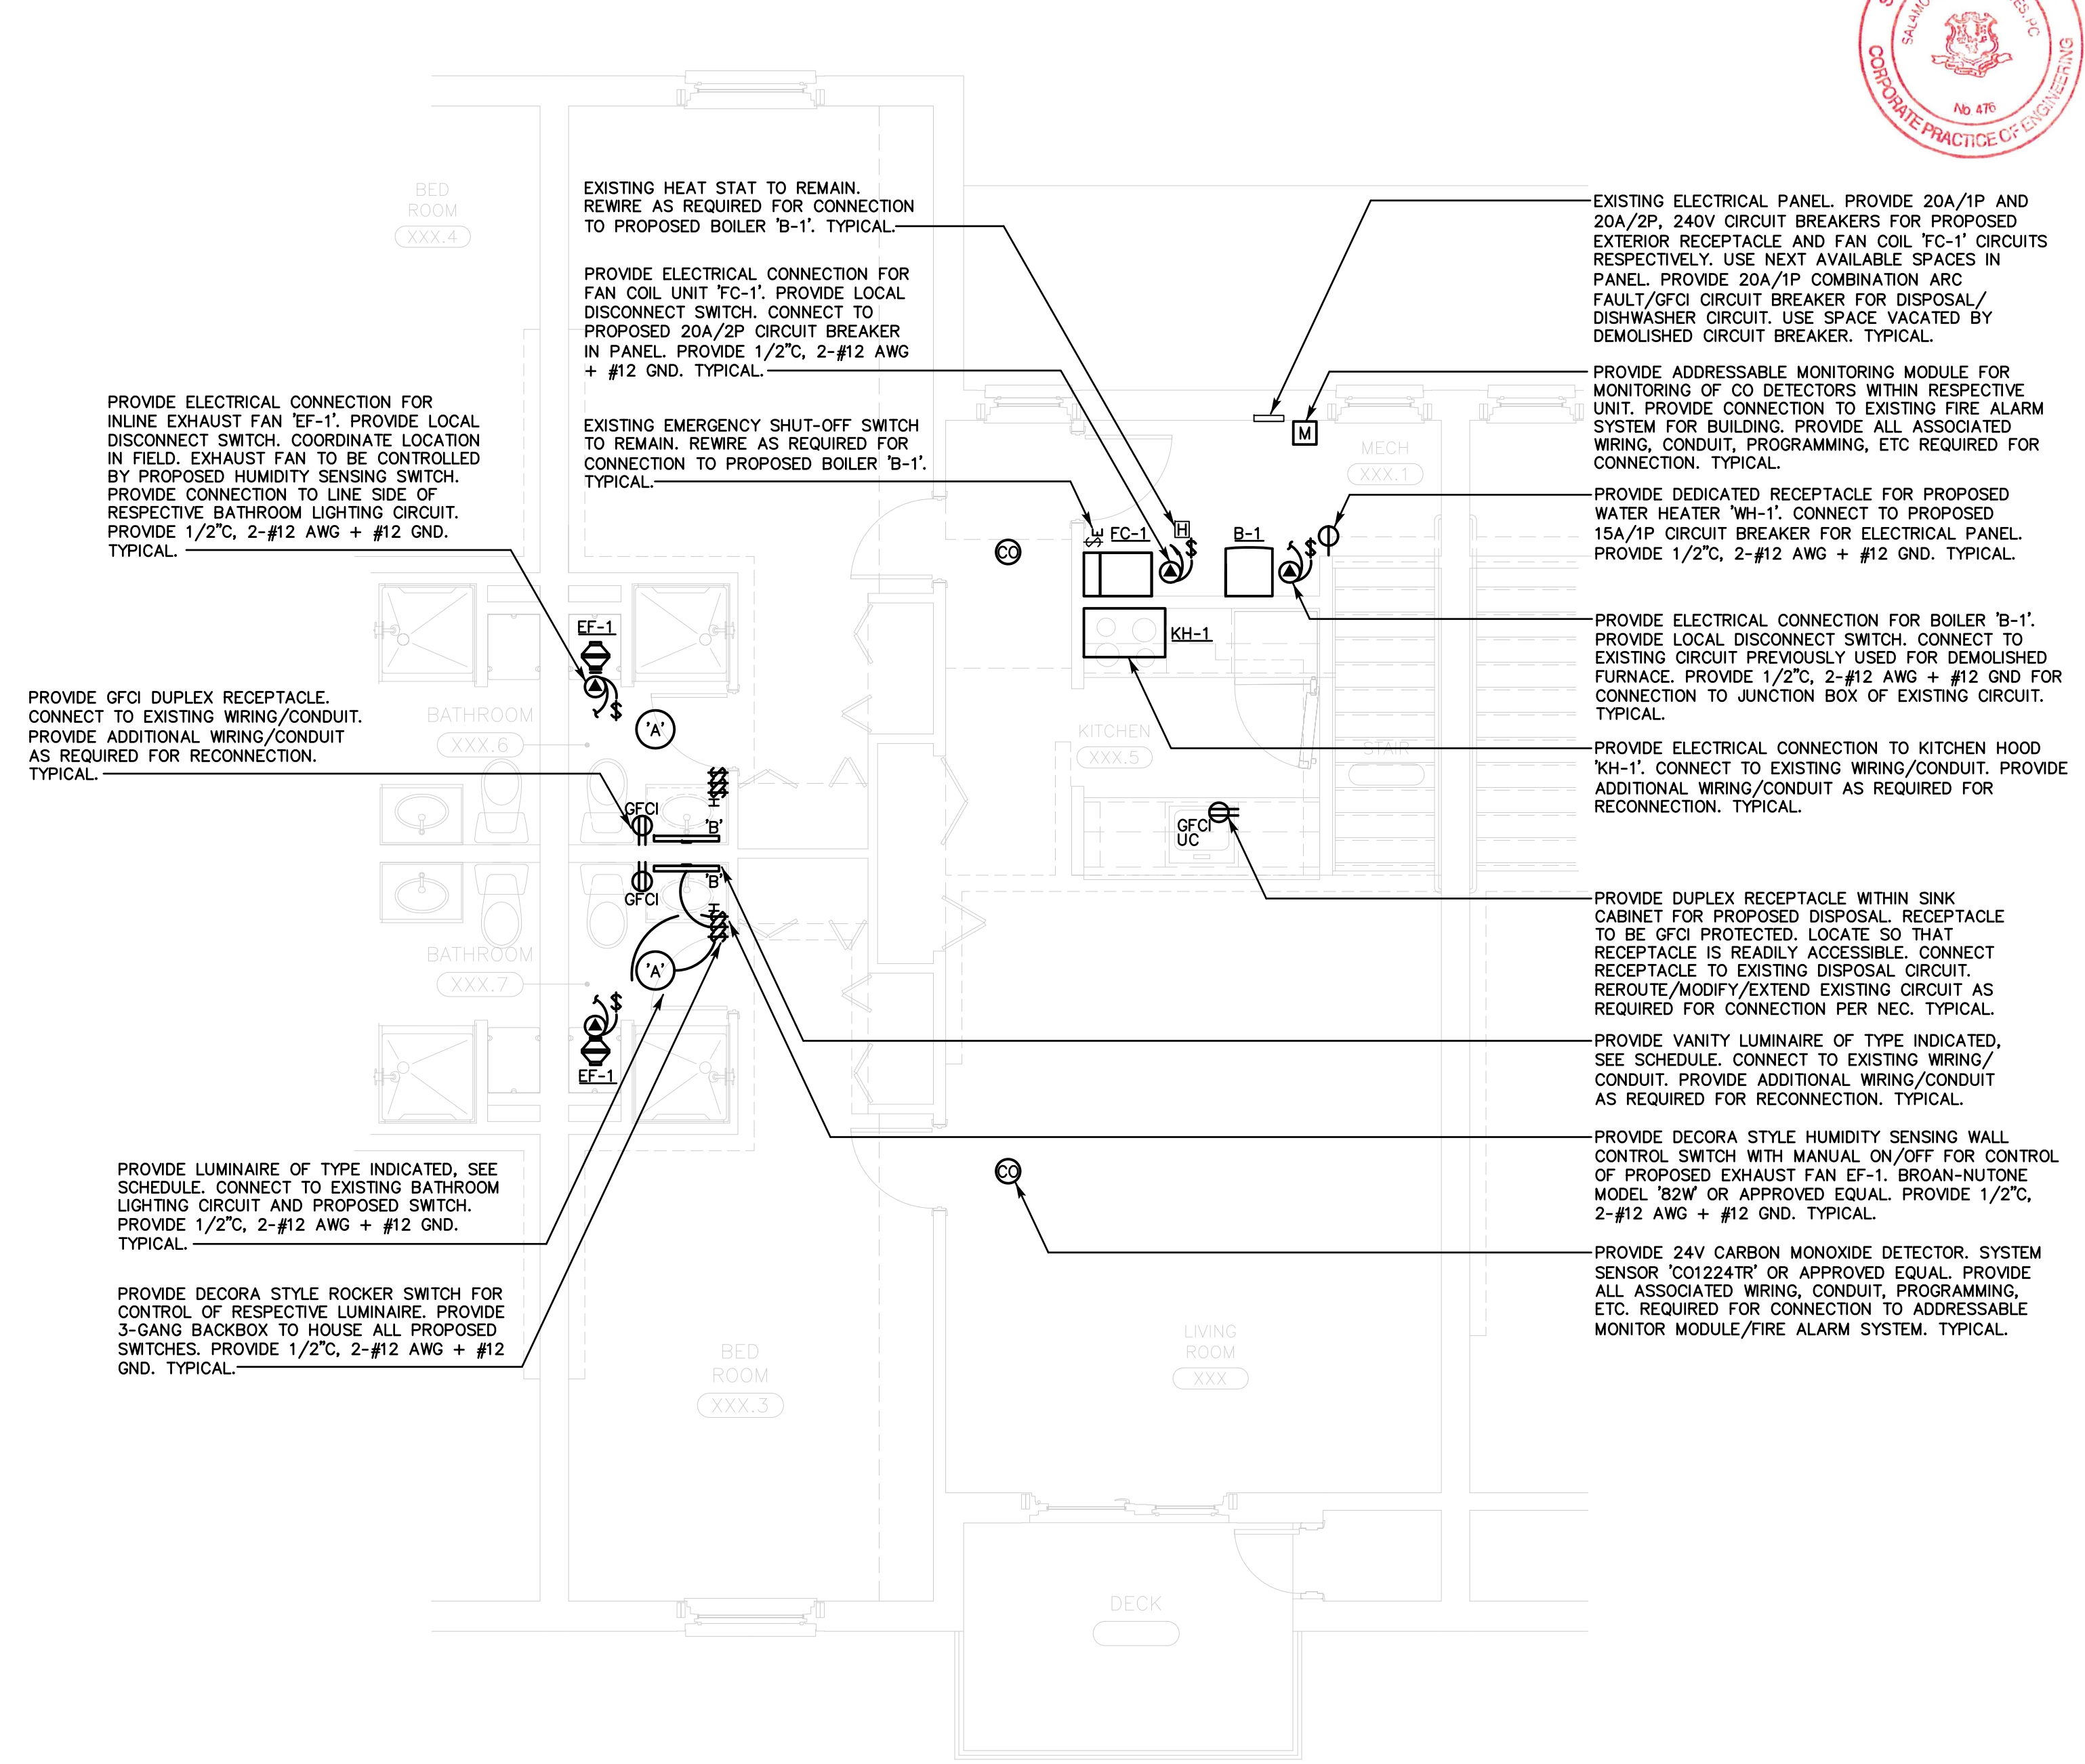 CORPORATE PRACTICE OF ENGINEERING
No. 476
BED
ROOM
XXX.4
EXISTING HEAT STAT TO REMAIN.
REWIRE AS REQUIRED FOR CONNECTION
TO PROPOSED BOILER 'B-1'. TYPICAL.
PROVIDE ELECTRICAL CONNECTION FOR
FAN COIL UNIT 'FC-1'. PROVIDE LOCAL
DISCONNECT SWITCH. CONNECT TO
PROPOSED 20A/2P CIRCUIT BREAKER
IN PANEL. PROVIDE 1/2"C, 2-#12 AWG
+ #12 GND. TYPICAL.
EXISTING EMERGENCY SHUT-OFF SWITCH
TO REMAIN. REWIRE AS REQUIRED FOR
CONNECTION TO PROPOSED BOILER 'B-1'.
TYPICAL.
PROVIDE ELECTRICAL CONNECTION FOR
INLINE EXHAUST FAN 'EF-1'. PROVIDE LOCAL
DISCONNECT SWITCH. COORDINATE LOCATION
IN FIELD. EXHAUST FAN TO BE CONTROLLED
BY PROPOSED HUMIDITY SENSING SWITCH.
PROVIDE CONNECTION TO LINE SIDE OF
RESPECTIVE BATHROOM LIGHTING CIRCUIT.
PROVIDE 1/2"C, 2-#12 AWG + #12 GND.
TYPICAL.
PROVIDE GFCI DUPLEX RECEPTACLE.
CONNECT TO EXISTING WIRING/CONDUIT.
PROVIDE ADDITIONAL WIRING/CONDUIT
AS REQUIRED FOR RECONNECTION.
TYPICAL.
PROVIDE LUMINAIRE OF TYPE INDICATED, SEE
SCHEDULE. CONNECT TO EXISTING BATHROOM
LIGHTING CIRCUIT AND PROPOSED SWITCH.
PROVIDE 1/2"C, 2-#12 AWG + #12 GND.
TYPICAL.
PROVIDE DECORA STYLE ROCKER SWITCH FOR
CONTROL OF RESPECTIVE LUMINAIRE. PROVIDE
3-GANG BACKBOX TO HOUSE ALL PROPOSED
SWITCHES. PROVIDE 1/2"C, 2-#12 AWG + #12
GND. TYPICAL.
EF-1
$
'A'
BATHROOM
XXX.6
H
GFCI
'B'
'B'
GFCI
H
BATHROOM
XXX.7
'A'
$
EF-1
BED
ROOM
XXX.3
CO
$E
FC-1
H
$
B-1
$
M
MECH
XXX.1
KH-1
KITCHEN
XXX.5
STAIR
GFCI
UC
CO
LIVING
ROOM
XXX
DECK
EXISTING ELECTRICAL PANEL. PROVIDE 20A/1P AND
20A/2P, 240V CIRCUIT BREAKERS FOR PROPOSED
EXTERIOR RECEPTACLE AND FAN COIL 'FC-1' CIRCUITS
RESPECTIVELY. USE NEXT AVAILABLE SPACES IN
PANEL. PROVIDE 20A/1P COMBINATION ARC
FAULT/GFCI CIRCUIT BREAKER FOR DISPOSAL/
DISHWASHER CIRCUIT. USE SPACE VACATED BY
DEMOLISHED CIRCUIT BREAKER. TYPICAL.
PROVIDE ADDRESSABLE MONITORING MODULE FOR
MONITORING OF CO DETECTORS WITHIN RESPECTIVE
UNIT. PROVIDE CONNECTION TO EXISTING FIRE ALARM
SYSTEM FOR BUILDING. PROVIDE ALL ASSOCIATED
WIRING, CONDUIT, PROGRAMMING, ETC REQUIRED FOR
CONNECTION. TYPICAL.
PROVIDE DEDICATED RECEPTACLE FOR PROPOSED
WATER HEATER 'WH-1'. CONNECT TO PROPOSED
15A/1P CIRCUIT BREAKER FOR ELECTRICAL PANEL.
PROVIDE 1/2"C, 2-#12 AWG + #12 GND. TYPICAL.
PROVIDE ELECTRICAL CONNECTION FOR BOILER 'B-1'.
PROVIDE LOCAL DISCONNECT SWITCH. CONNECT TO
EXISTING CIRCUIT PREVIOUSLY USED FOR DEMOLISHED
FURNACE. PROVIDE 1/2"C, 2-#12 AWG + #12 GND FOR
CONNECTION TO JUNCTION BOX OF EXISTING CIRCUIT.
TYPICAL.
PROVIDE ELECTRICAL CONNECTION TO KITCHEN HOOD
'KH-1'. CONNECT TO EXISTING WIRING/CONDUIT. PROVIDE
ADDITIONAL WIRING/CONDUIT AS REQUIRED FOR
RECONNECTION. TYPICAL.
PROVIDE DUPLEX RECEPTACLE WITHIN SINK
CABINET FOR PROPOSED DISPOSAL. RECEPTACLE
TO BE GFCI PROTECTED. LOCATE SO THAT
RECEPTACLE IS READILY ACCESSIBLE. CONNECT
RECEPTACLE TO EXISTING DISPOSAL CIRCUIT.
REROUTE/MODIFY/EXTEND EXISTING CIRCUIT AS
REQUIRED FOR CONNECTION PER NEC. TYPICAL.
PROVIDE VANITY LUMINAIRE OF TYPE INDICATED,
SEE SCHEDULE. CONNECT TO EXISTING WIRING/
CONDUIT. PROVIDE ADDITIONAL WIRING/CONDUIT
AS REQUIRED FOR RECONNECTION. TYPICAL.
PROVIDE DECORA STYLE HUMIDITY SENSING WALL
CONTROL SWITCH WITH MANUAL ON/OFF FOR CONTROL
OF PROPOSED EXHAUST FAN EF-1. BROAN-NUTONE
MODEL '82W' OR APPROVED EQUAL. PROVIDE 1/2"C,
2-#12 AWG + #12 GND. TYPICAL.
PROVIDE 24V CARBON MONOXIDE DETECTOR. SYSTEM
SENSOR 'CO1224TR' OR APPROVED EQUAL. PROVIDE
ALL ASSOCIATED WIRING, CONDUIT, PROGRAMMING,
ETC. REQUIRED FOR CONNECTION TO ADDRESSABLE
MONITOR MODULE/FIRE ALARM SYSTEM. TYPICAL.